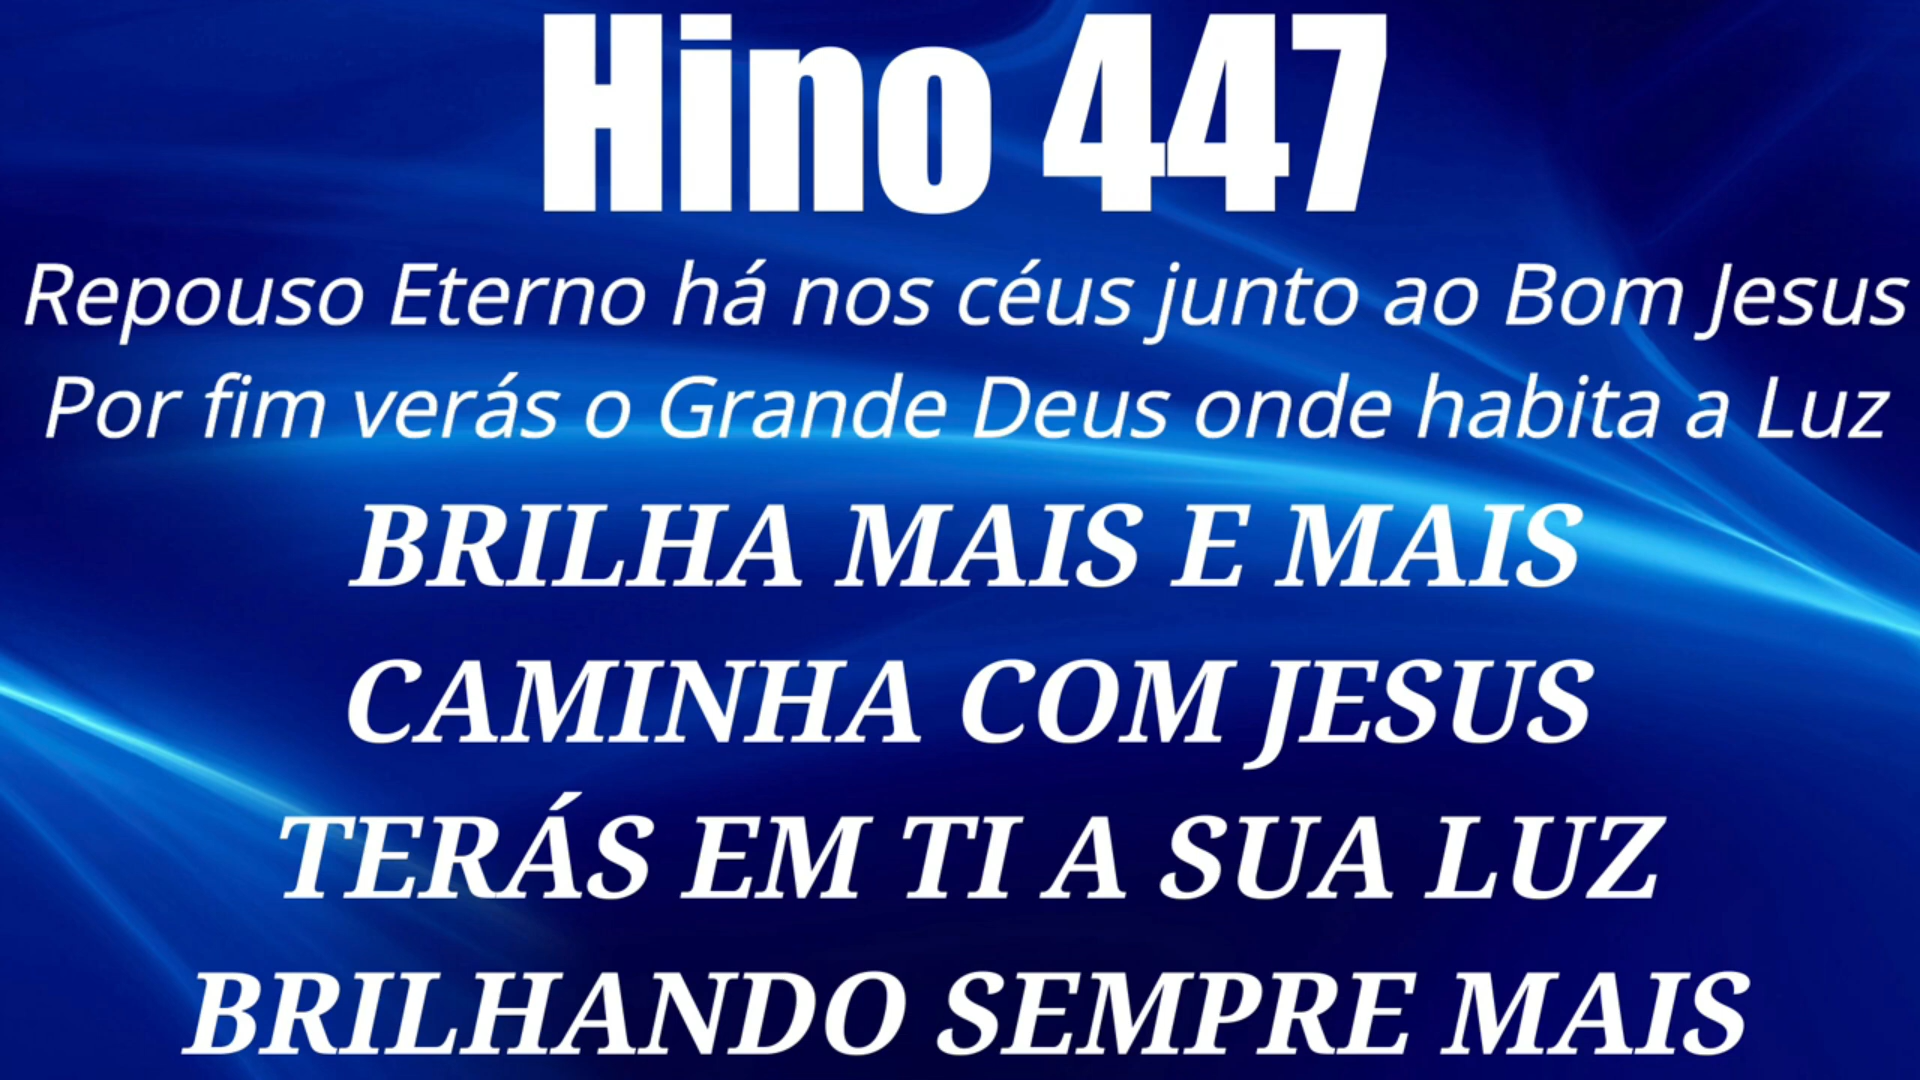 Hino 447
Repouso Eterno há nos céus junto ao Bom Jesus
Por fim verás o Grande Deus onde habita a Luz
BRILHA MAIS E MAIS
CAMINHA COM JESUS
TERÁS EM TI A SUA LUZ
BRILHANDO SEMPRE MAIS